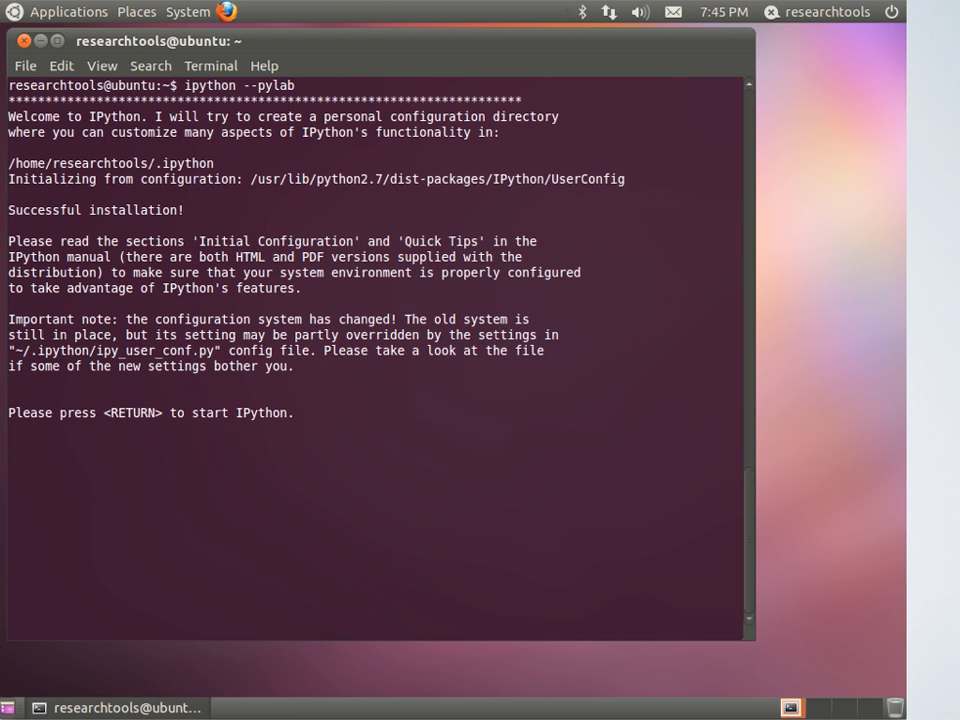 Applications Places System 7:45 PM researchtools
researchtools@ubuntu: ~
File Edit View Search Terminal Help
researchtools@ubuntu:~$ ipython --pylab
**********************************************************************
Welcome to IPython. I will try to create a personal configuration directory
where you can customize many aspects of IPython's functionality in:
/home/researchtools/.ipython
Initializing from configuration: /usr/lib/python2.7/dist-packages/IPython/UserConfig
Successful installation!
Please read the sections 'Initial Configuration' and 'Quick Tips' in the
IPython manual (there are both HTML and PDF versions supplied with the
distribution) to make sure that your system environment is properly configured
to take advantage of IPython's features.
Important note: the configuration system has changed! The old system is
still in place, but its setting may be partly overridden by the settings in
"~/.ipython/ipy_user_conf.py" config file. Please take a look at the file
if some of the new settings bother you.
Please press <RETURN> to start IPython.
researchtools@ubunt...